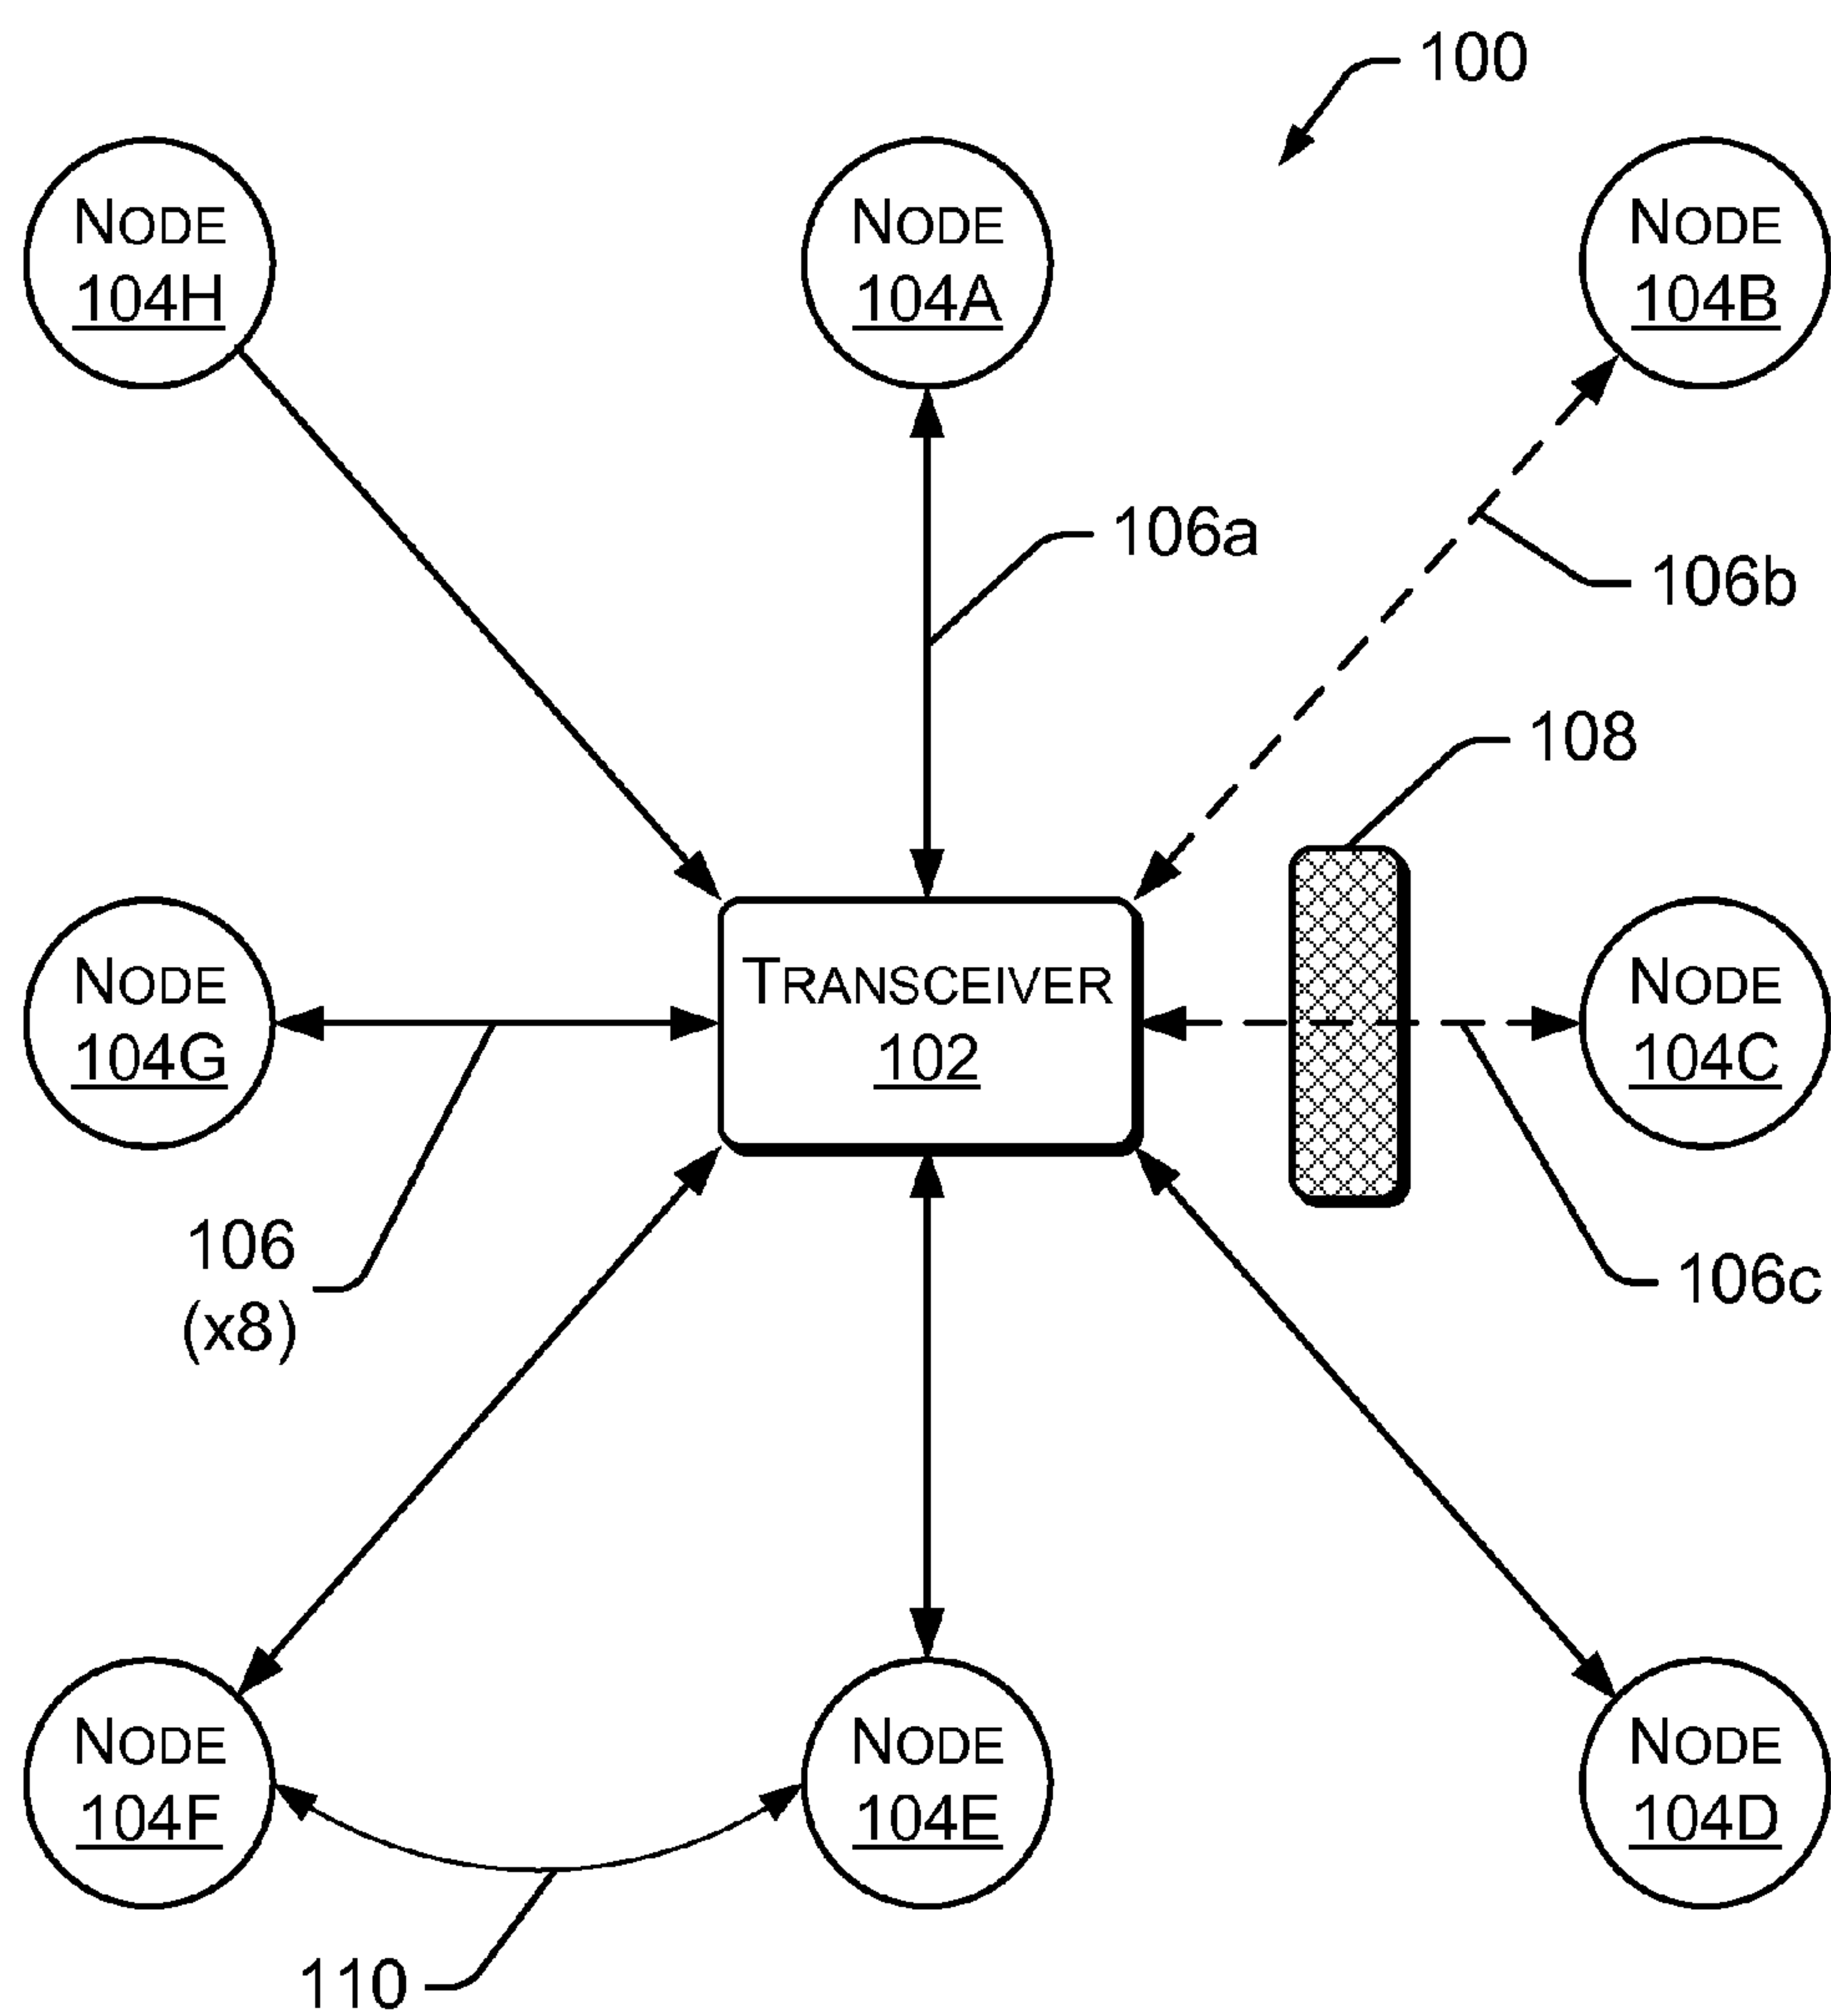 100
NODE
104H
NODE
104A
NODE
104B
106a
106b
108
NODE
104G
TRANSCEIVER
102
NODE
104C
106
(x8)
106c
NODE
104F
NODE
104E
NODE
104D
110